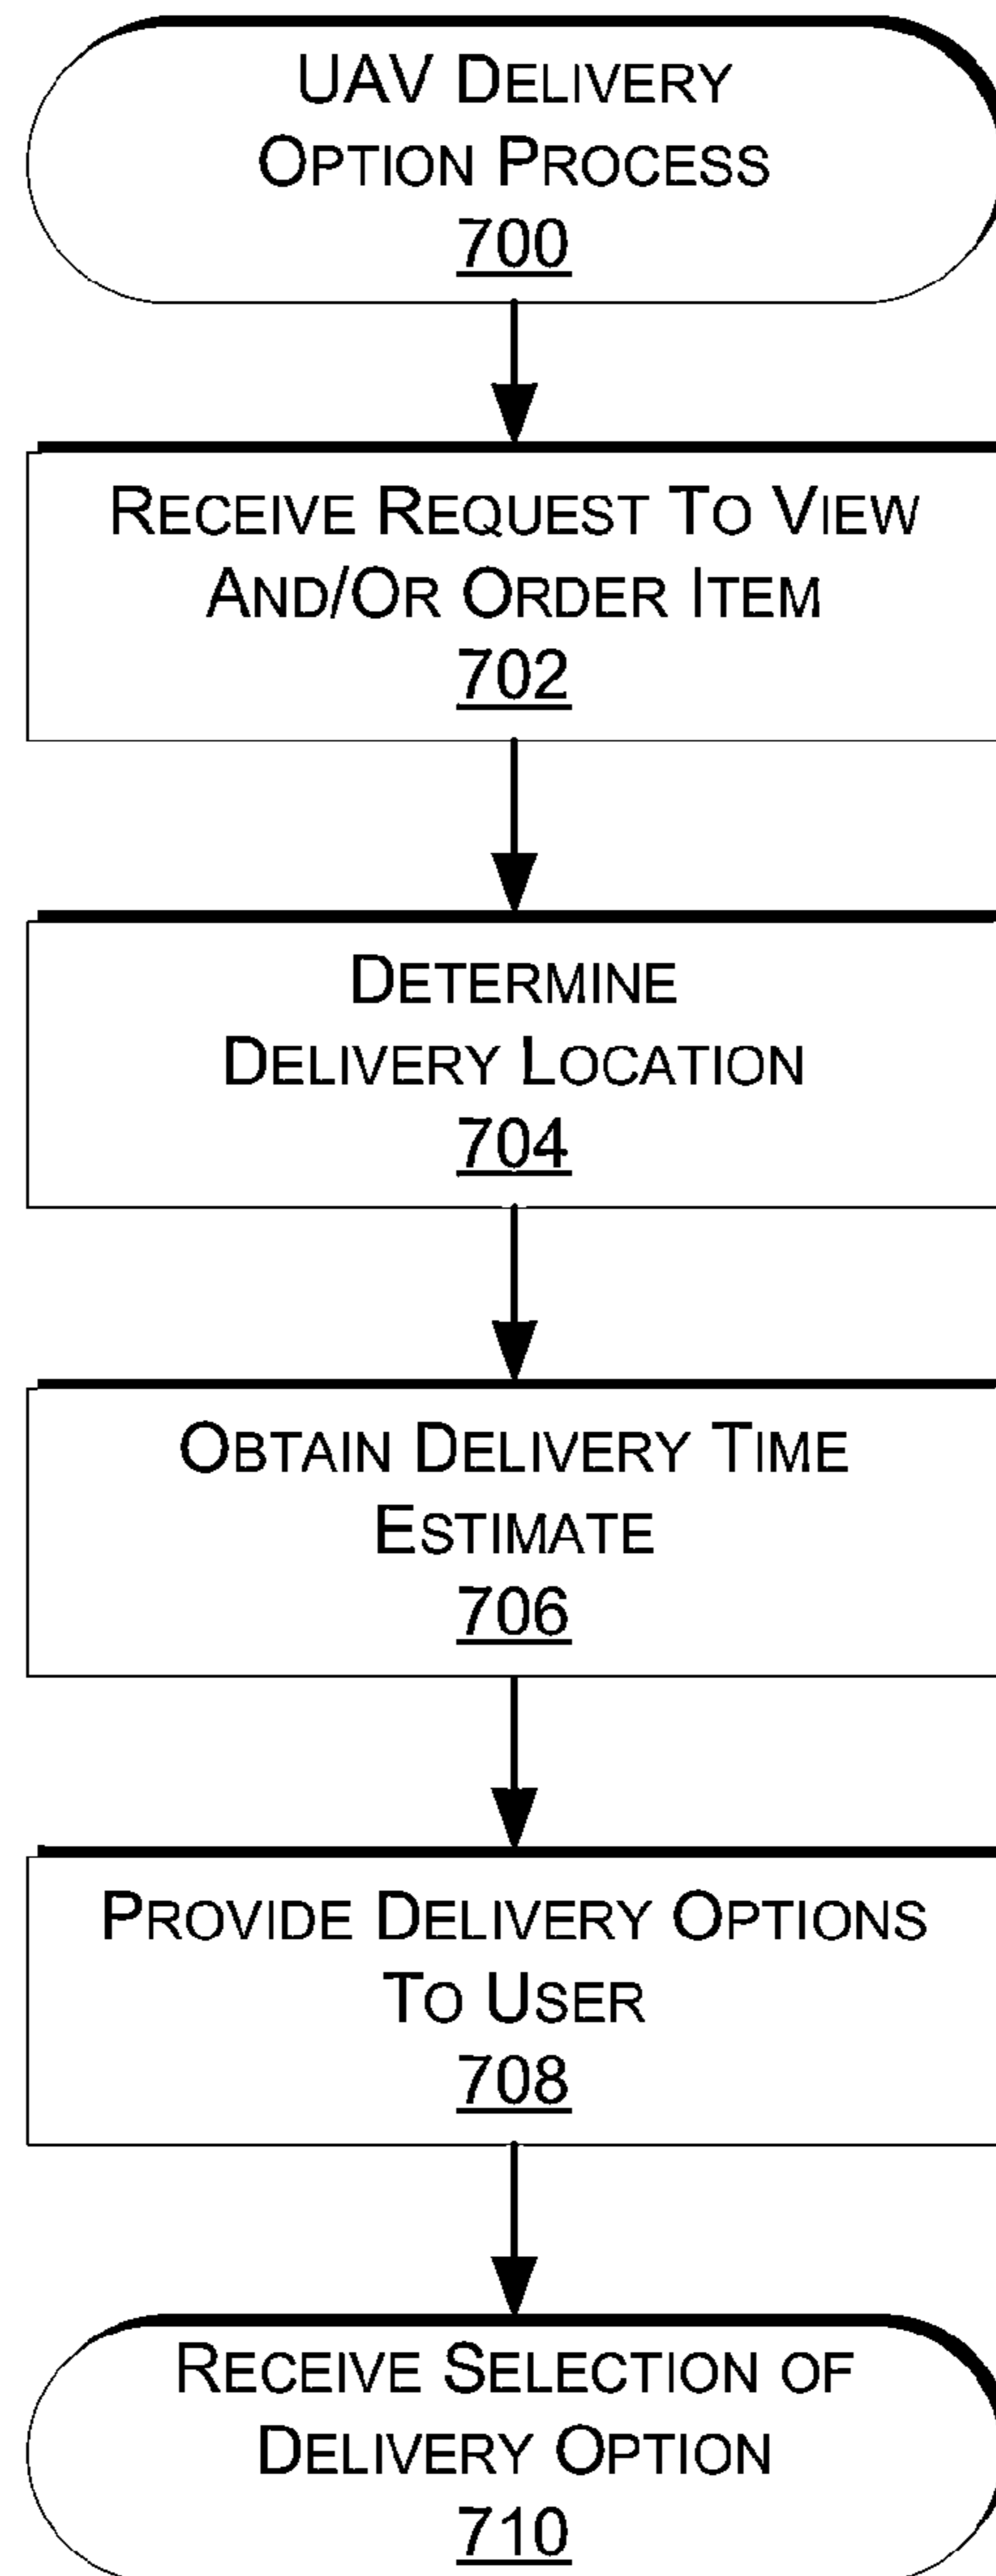 UAV DELIVERY
OPTION PROCESS
700
RECEIVE REQUEST TO VIEW
AND/OR ORDER ITEM
702
DETERMINE
DELIVERY LOCATION
704
OBTAIN DELIVERY TIME
ESTIMATE
706
PROVIDE DELIVERY OPTIONS
TO USER
708
RECEIVE SELECTION OF
DELIVERY OPTION
710